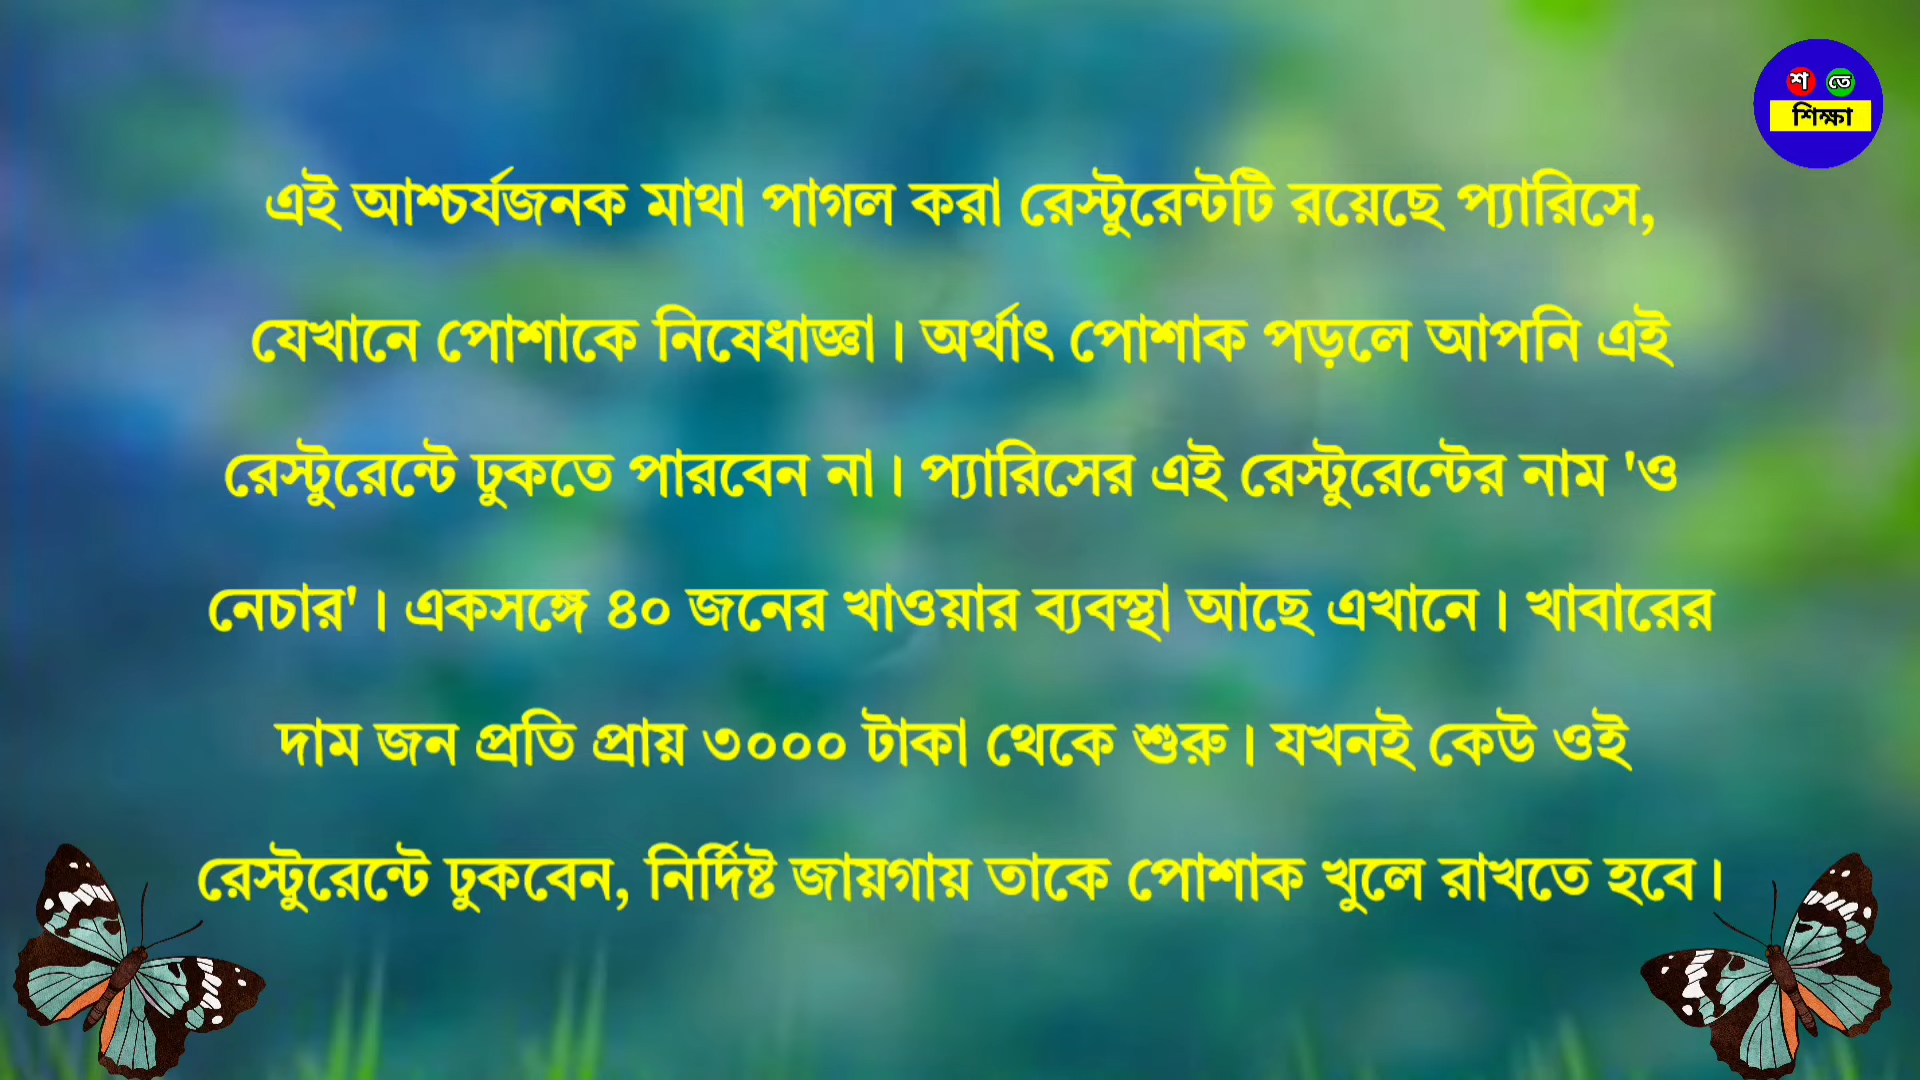 শ তে
শিক্ষা
এই আশ্চর্যজনক মাথা পাগল করা রেস্টুরেন্টটি রয়েছে প্যারিসে,
যেখানে পোশাকে নিষেধাজ্ঞা। অর্থাৎ পোশাক পড়লে আপনি এই
রেস্টুরেন্টে ঢুকতে পারবেন না। প্যারিসের এই রেস্টুরেন্টের নাম 'ও
নেচার'। একসঙ্গে ৪০ জনের খাওয়ার ব্যবস্থা আছে এখানে। খাবারের
দাম জন প্রতি প্রায় ৩০০০ টাকা থেকে শুরু। যখনই কেউ ওই
রেস্টুরেন্টে ঢুকবেন, নির্দিষ্ট জায়গায় তাকে পোশাক খুলে রাখতে হবে।